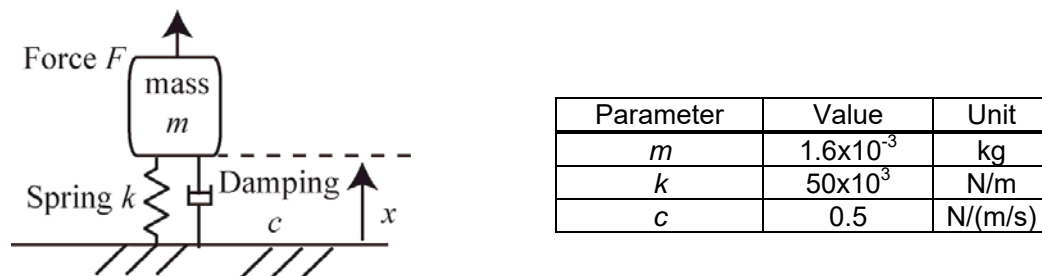 Force F
mass
m
Spring k
Damping
c
x
Parameter Value Unit
m 1.6x10⁻³ kg
k 50x10³ N/m
c 0.5 N/(m/s)